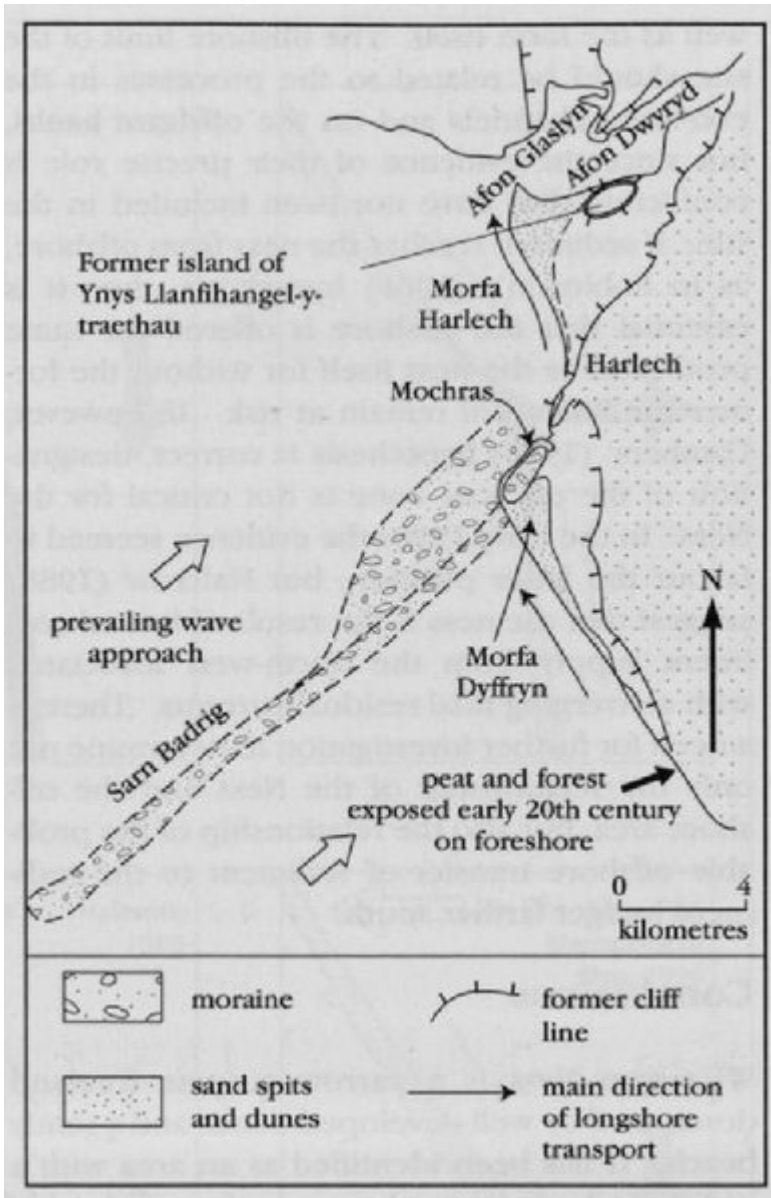 Afon Glaslyn
Afon Dwyryd
Former island of
Ynys Llanfihangel-y-
traethau
Morfa
Harlech
Harlech
Mochras
N
prevailing wave
approach
Morfa
Dyffryn
Sarn Badrig
peat and forest
exposed early 20th century
on foreshore
0 4
kilometres
moraine
former cliff
line
sand spits
and dunes
main direction
of longshore
transport